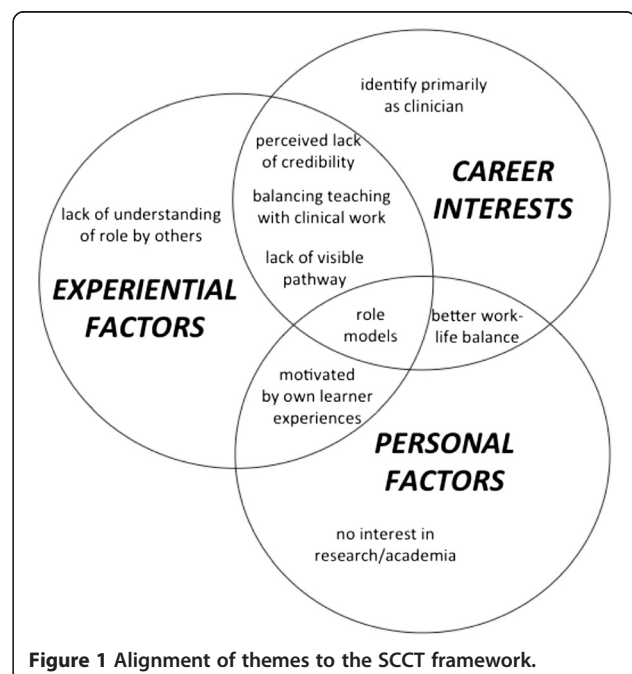 identify primarily
as clinician
perceived lack
of credibility
CAREER
INTERESTS
balancing teaching
with clinical work
lack of understanding
of role by others
lack of visible
pathway
EXPERIENTIAL
FACTORS
role
models
better work-
life balance
motivated
by own learner
experiences
PERSONAL
FACTORS
no interest in
research/academia
Figure 1 Alignment of themes to the SCCT framework.